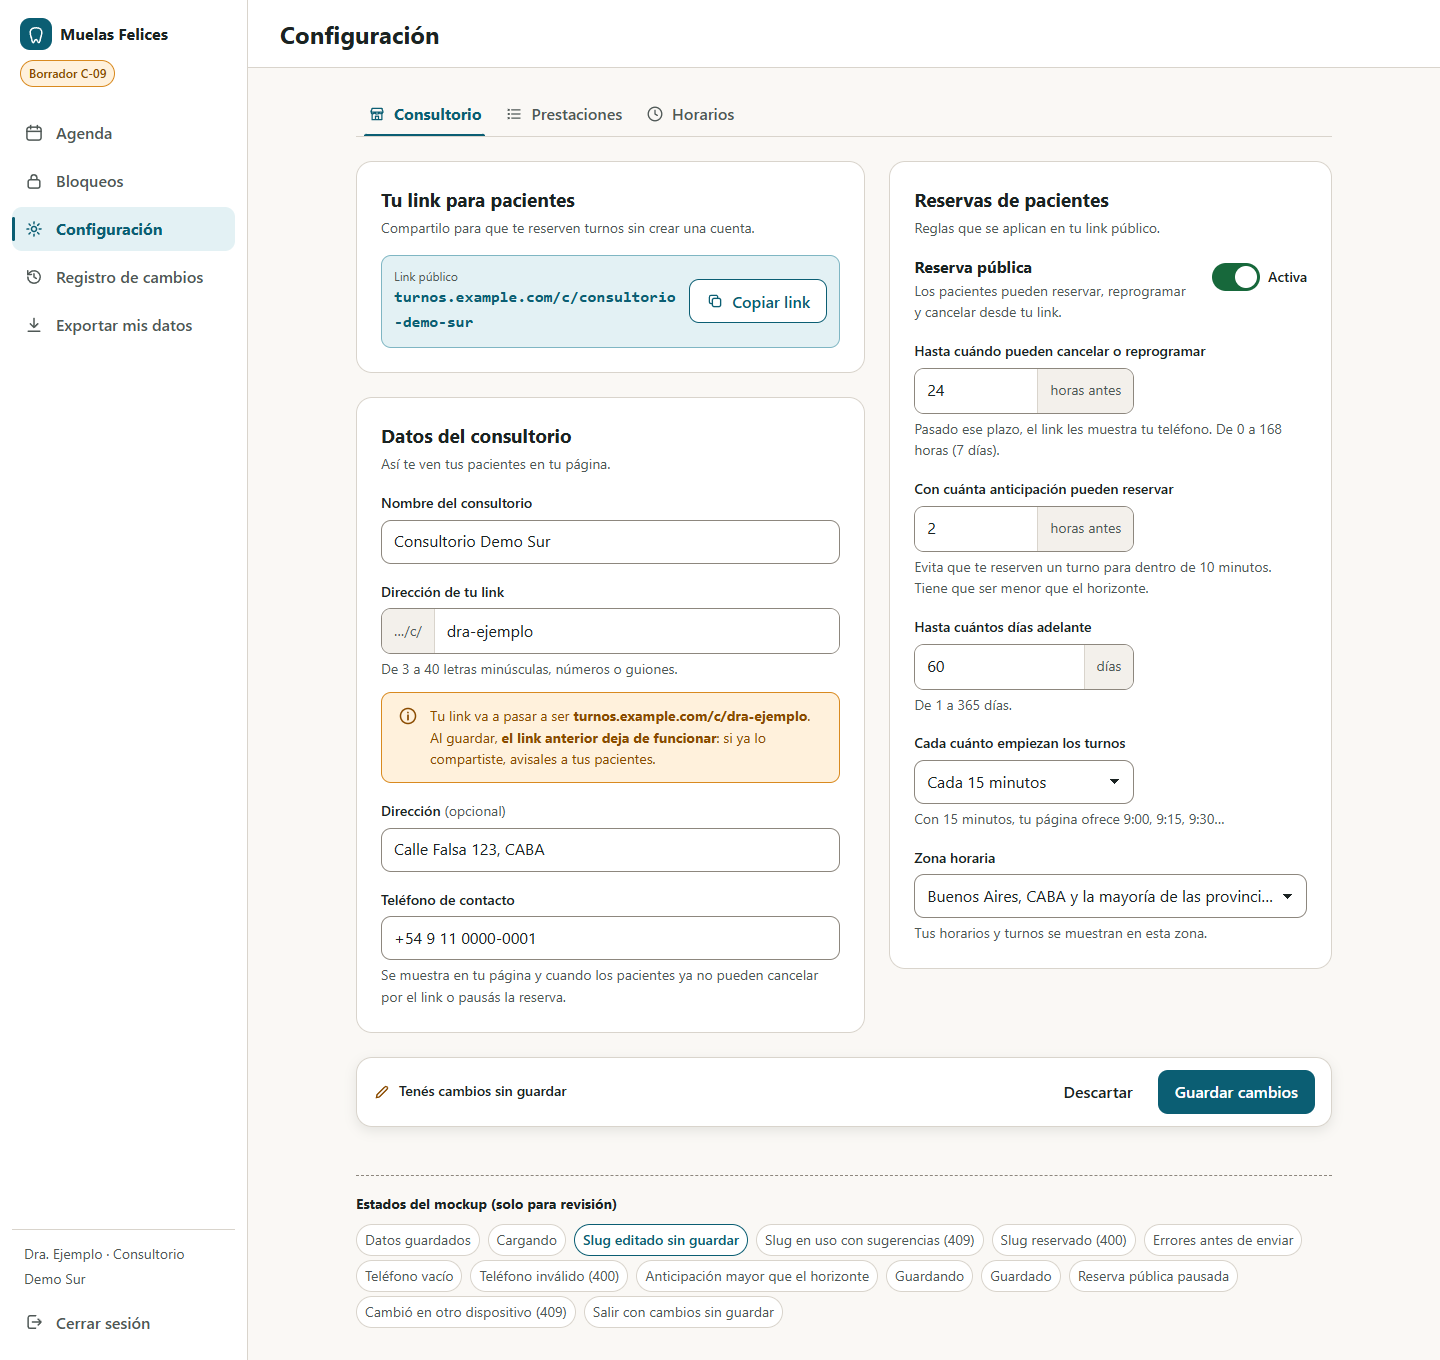 Muelas Felices
Borrador C-09
Agenda
Bloqueos
Configuración
Registro de cambios
Exportar mis datos
Dra. Ejemplo · Consultorio
Demo Sur
Cerrar sesión
Configuración
Consultorio
Prestaciones
Horarios
Tu link para pacientes
Compartilo para que te reserven turnos sin crear una cuenta.
Link público
turnos.example.com/c/consultorio
-demo-sur
Copiar link
Datos del consultorio
Así te ven tus pacientes en tu página.
Nombre del consultorio
Consultorio Demo Sur
Dirección de tu link
.../c/ dra-ejemplo
De 3 a 40 letras minúsculas, números o guiones.
Tu link va a pasar a ser turnos.example.com/c/dra-ejemplo.
Al guardar, el link anterior deja de funcionar: si ya lo
compartiste, avisales a tus pacientes.
Dirección (opcional)
Calle Falsa 123, CABA
Teléfono de contacto
+54 9 11 0000-0001
Se muestra en tu página y cuando los pacientes ya no pueden cancelar
por el link o pausás la reserva.
Reservas de pacientes
Reglas que se aplican en tu link público.
Reserva pública
Los pacientes pueden reservar, reprogramar
y cancelar desde tu link.
Activa
Hasta cuándo pueden cancelar o reprogramar
24 horas antes
Pasado ese plazo, el link les muestra tu teléfono. De 0 a 168
horas (7 días).
Con cuánta anticipación pueden reservar
2 horas antes
Evita que te reserven un turno para dentro de 10 minutos.
Tiene que ser menor que el horizonte.
Hasta cuántos días adelante
60 días
De 1 a 365 días.
Cada cuánto empiezan los turnos
Cada 15 minutos
Con 15 minutos, tu página ofrece 9:00, 9:15, 9:30...
Zona horaria
Buenos Aires, CABA y la mayoría de las provinci...
Tus horarios y turnos se muestran en esta zona.
Tenés cambios sin guardar
Descartar
Guardar cambios
Estados del mockup (solo para revisión)
Datos guardados
Cargando
Slug editado sin guardar
Slug en uso con sugerencias (409)
Slug reservado (400)
Errores antes de enviar
Teléfono vacío
Teléfono inválido (400)
Anticipación mayor que el horizonte
Guardando
Guardado
Reserva pública pausada
Cambió en otro dispositivo (409)
Salir con cambios sin guardar